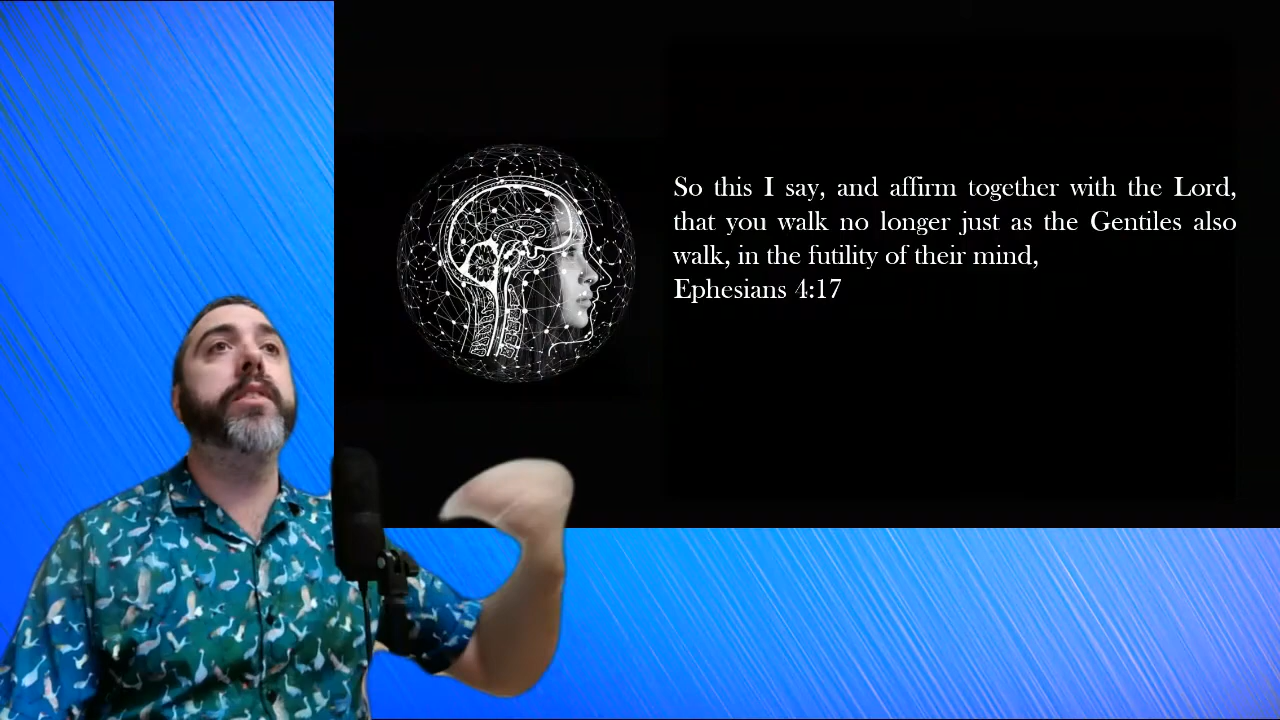 So this I say, and affirm together with the Lord,
that you walk no longer just as the Gentiles also
walk, in the futility of their mind,
Ephesians 4:17